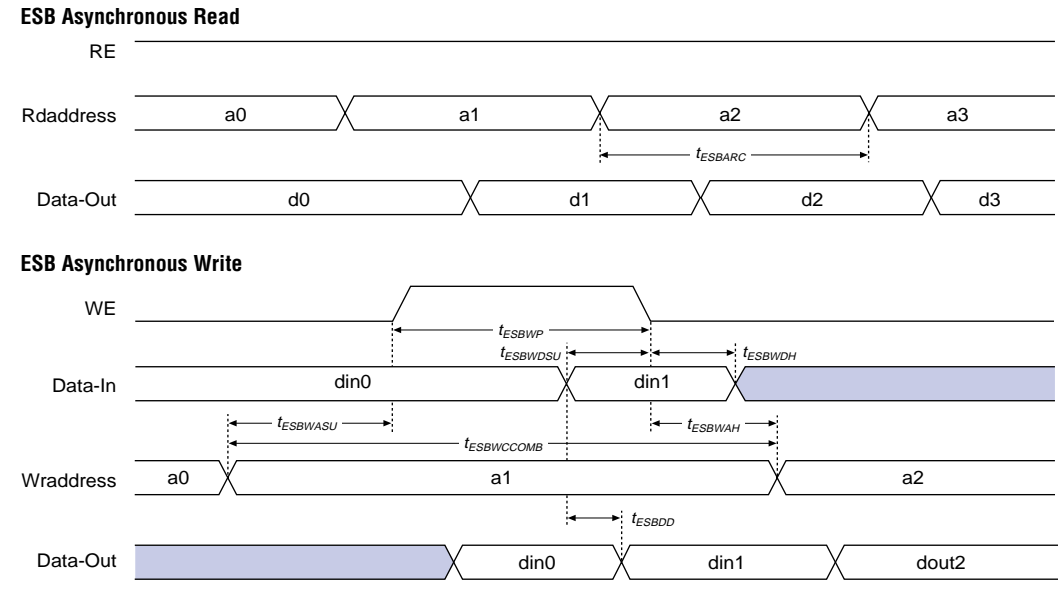 ESB Asynchronous Read
RE
Rdaddress a0 a1 a2 a3
tESBARC
Data-Out d0 d1 d2 d3
ESB Asynchronous Write
WE
tESBWP
tESBWDSU tESBWDH
Data-In din0 din1
tESBWASU tESBWAH
tESBWCCOMB
Wraddress a0 a1 a2
tESBDD
Data-Out din0 din1 dout2